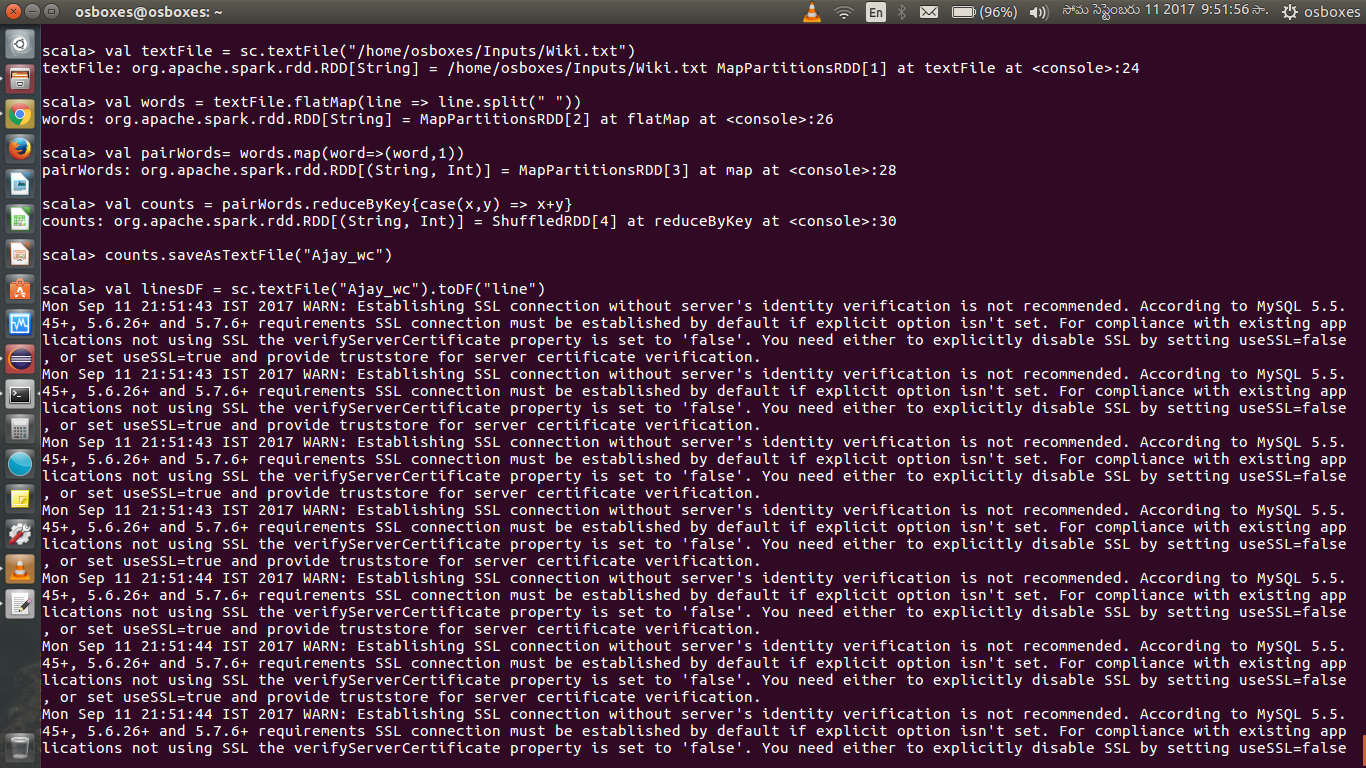 osboxes@osboxes: ~
En
(96%)
సోమ సెప్టెంబరు 11 2017 9:51:56 సా.
osboxes
scala> val textFile = sc.textFile("/home/osboxes/Inputs/Wiki.txt")
textFile: org.apache.spark.rdd.RDD[String] = /home/osboxes/Inputs/Wiki.txt MapPartitionsRDD[1] at textFile at <console>:24
scala> val words = textFile.flatMap(line => line.split(" "))
words: org.apache.spark.rdd.RDD[String] = MapPartitionsRDD[2] at flatMap at <console>:26
scala> val pairWords= words.map(word=>(word,1))
pairWords: org.apache.spark.rdd.RDD[(String, Int)] = MapPartitionsRDD[3] at map at <console>:28
scala> val counts = pairWords.reduceByKey{case(x,y) => x+y}
counts: org.apache.spark.rdd.RDD[(String, Int)] = ShuffledRDD[4] at reduceByKey at <console>:30
scala> counts.saveAsTextFile("Ajay_wc")
scala> val linesDF = sc.textFile("Ajay_wc").toDF("line")
Mon Sep 11 21:51:43 IST 2017 WARN: Establishing SSL connection without server's identity verification is not recommended. According to MySQL 5.5.
45+, 5.6.26+ and 5.7.6+ requirements SSL connection must be established by default if explicit option isn't set. For compliance with existing app
lications not using SSL the verifyServerCertificate property is set to 'false'. You need either to explicitly disable SSL by setting useSSL=false
, or set useSSL=true and provide truststore for server certificate verification.
Mon Sep 11 21:51:43 IST 2017 WARN: Establishing SSL connection without server's identity verification is not recommended. According to MySQL 5.5.
45+, 5.6.26+ and 5.7.6+ requirements SSL connection must be established by default if explicit option isn't set. For compliance with existing app
lications not using SSL the verifyServerCertificate property is set to 'false'. You need either to explicitly disable SSL by setting useSSL=false
, or set useSSL=true and provide truststore for server certificate verification.
Mon Sep 11 21:51:43 IST 2017 WARN: Establishing SSL connection without server's identity verification is not recommended. According to MySQL 5.5.
45+, 5.6.26+ and 5.7.6+ requirements SSL connection must be established by default if explicit option isn't set. For compliance with existing app
lications not using SSL the verifyServerCertificate property is set to 'false'. You need either to explicitly disable SSL by setting useSSL=false
, or set useSSL=true and provide truststore for server certificate verification.
Mon Sep 11 21:51:43 IST 2017 WARN: Establishing SSL connection without server's identity verification is not recommended. According to MySQL 5.5.
45+, 5.6.26+ and 5.7.6+ requirements SSL connection must be established by default if explicit option isn't set. For compliance with existing app
lications not using SSL the verifyServerCertificate property is set to 'false'. You need either to explicitly disable SSL by setting useSSL=false
, or set useSSL=true and provide truststore for server certificate verification.
Mon Sep 11 21:51:44 IST 2017 WARN: Establishing SSL connection without server's identity verification is not recommended. According to MySQL 5.5.
45+, 5.6.26+ and 5.7.6+ requirements SSL connection must be established by default if explicit option isn't set. For compliance with existing app
lications not using SSL the verifyServerCertificate property is set to 'false'. You need either to explicitly disable SSL by setting useSSL=false
, or set useSSL=true and provide truststore for server certificate verification.
Mon Sep 11 21:51:44 IST 2017 WARN: Establishing SSL connection without server's identity verification is not recommended. According to MySQL 5.5.
45+, 5.6.26+ and 5.7.6+ requirements SSL connection must be established by default if explicit option isn't set. For compliance with existing app
lications not using SSL the verifyServerCertificate property is set to 'false'. You need either to explicitly disable SSL by setting useSSL=false
, or set useSSL=true and provide truststore for server certificate verification.
Mon Sep 11 21:51:44 IST 2017 WARN: Establishing SSL connection without server's identity verification is not recommended. According to MySQL 5.5.
45+, 5.6.26+ and 5.7.6+ requirements SSL connection must be established by default if explicit option isn't set. For compliance with existing app
lications not using SSL the verifyServerCertificate property is set to 'false'. You need either to explicitly disable SSL by setting useSSL=false